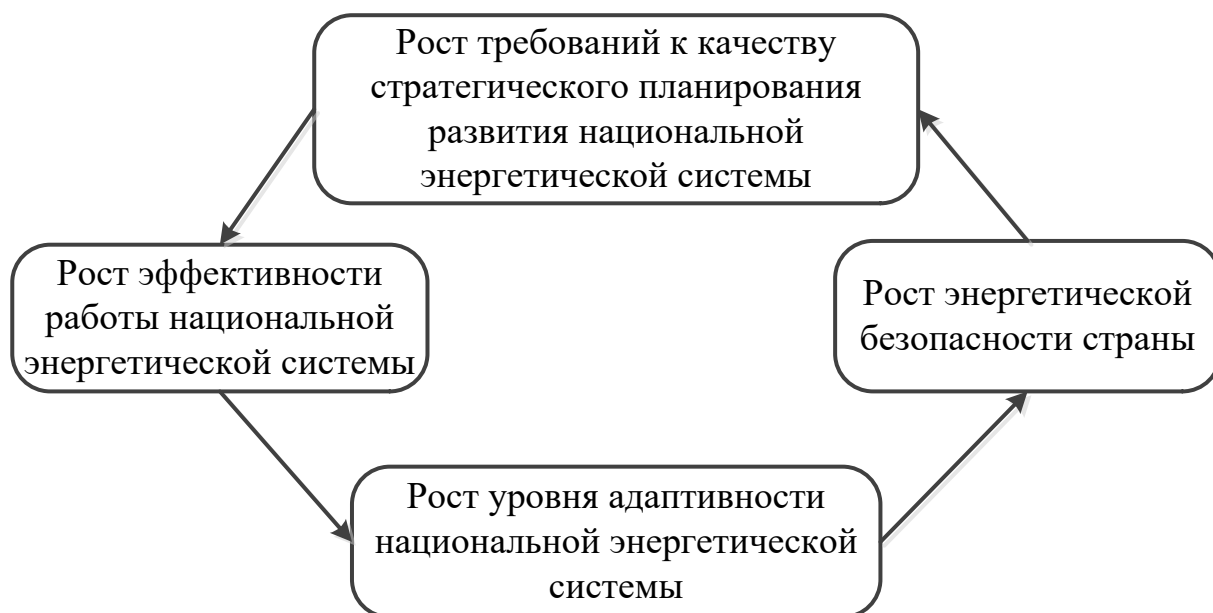 Рост требований к качеству
стратегического планирования
развития национальной
энергетической системы
Рост эффективности
работы национальной
энергетической системы
Рост энергетической
безопасности страны
Рост уровня адаптивности
национальной энергетической
системы